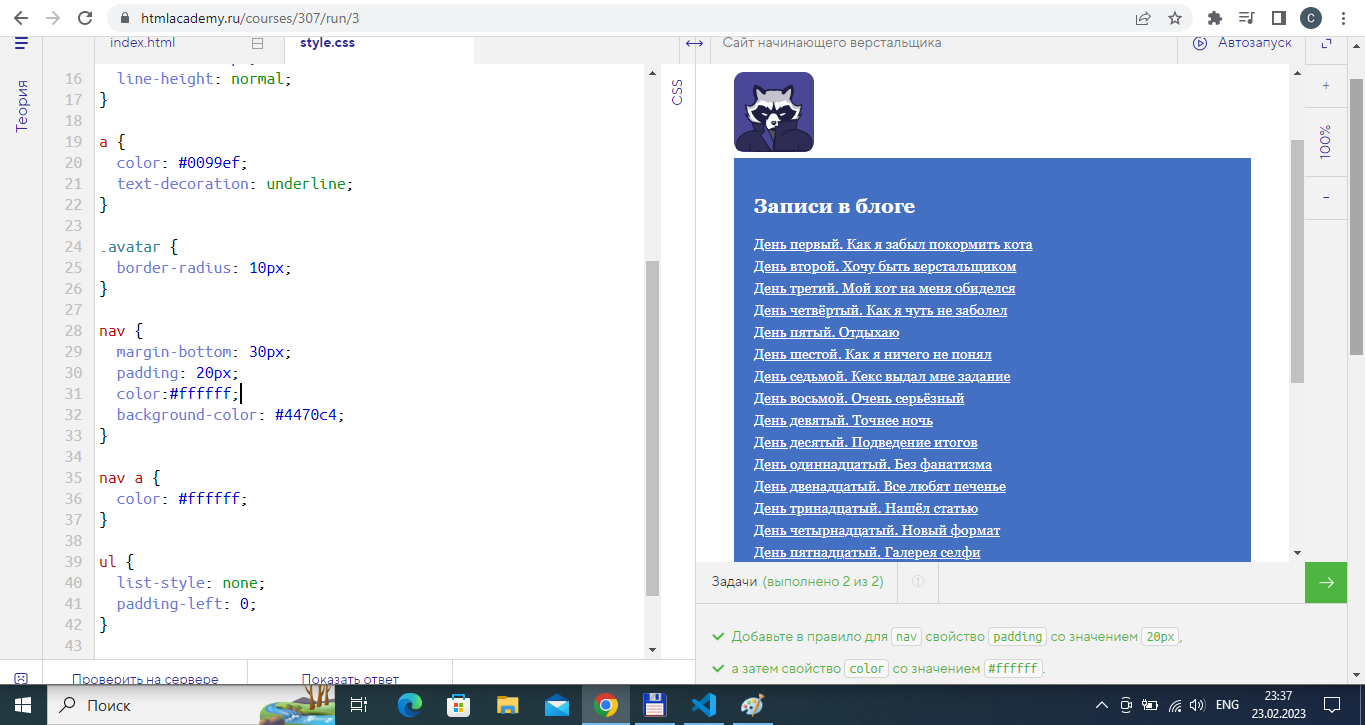 htmlacademy.ru/courses/307/run/3
C
index.html
style.css
Сайт начинающего верстальщика
Автозапуск
Теория
CSS
100%
+
−
16 line-height: normal;
17 }
18
19 a {
20 color: #0099ef;
21 text-decoration: underline;
22 }
23
24 .avatar {
25 border-radius: 10px;
26 }
27
28 nav {
29 margin-bottom: 30px;
30 padding: 20px;
31 color:#ffffff;
32 background-color: #4470c4;
33 }
34
35 nav a {
36 color: #ffffff;
37 }
38
39 ul {
40 list-style: none;
41 padding-left: 0;
42 }
43
Записи в блоге
День первый. Как я забыл покормить кота
День второй. Хочу быть верстальщиком
День третий. Мой кот на меня обиделся
День четвёртый. Как я чуть не заболел
День пятый. Отдыхаю
День шестой. Как я ничего не понял
День седьмой. Кекс выдал мне задание
День восьмой. Очень серьёзный
День девятый. Точнее ночь
День десятый. Подведение итогов
День одиннадцатый. Без фанатизма
День двенадцатый. Все любят печенье
День тринадцатый. Нашёл статью
День четырнадцатый. Новый формат
День пятнадцатый. Галерея селфи
Задачи (выполнено 2 из 2)
Добавьте в правило для nav свойство padding со значением 20px,
а затем свойство color со значением #ffffff.
Проверить на сервере
Показать ответ
Поиск
ENG
23:37
23.02.2023